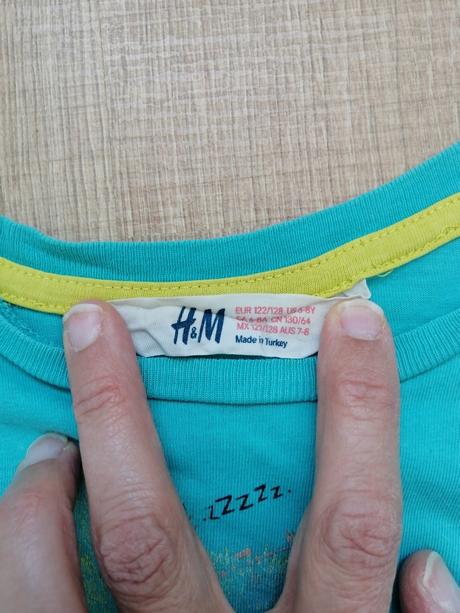 H&M
EUR 122/128 US 6-8Y
CN 130/64
MX 122/128 AUS 7-8
Made in Turkey
. zZZZZ.